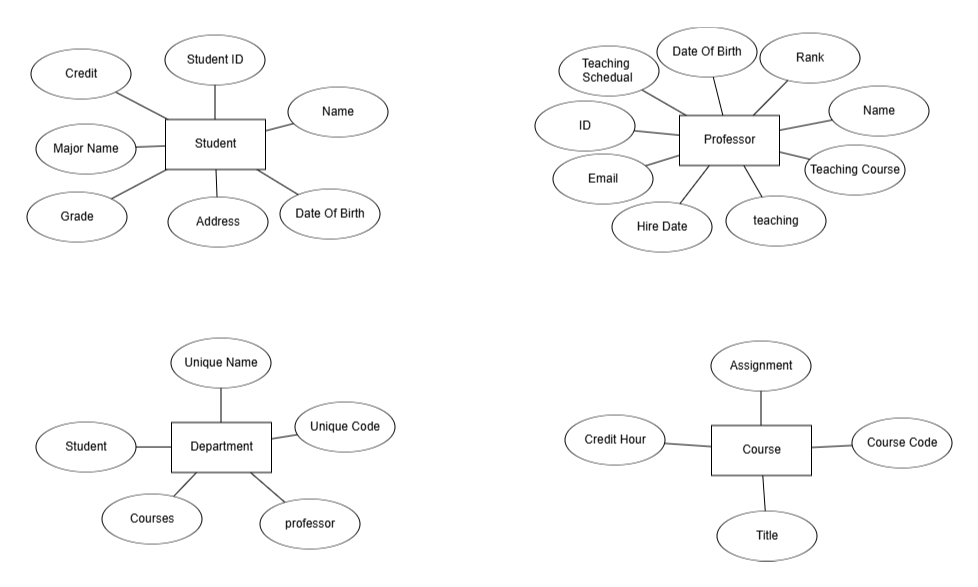 Student ID
Credit
Name
Student
Major Name
Grade
Address
Date Of Birth
Date Of Birth
Rank
Teaching
Schedual
Name
ID
Professor
Teaching Course
Email
Hire Date
teaching
Unique Name
Unique Code
Student
Department
Courses
professor
Assignment
Credit Hour
Course
Course Code
Title